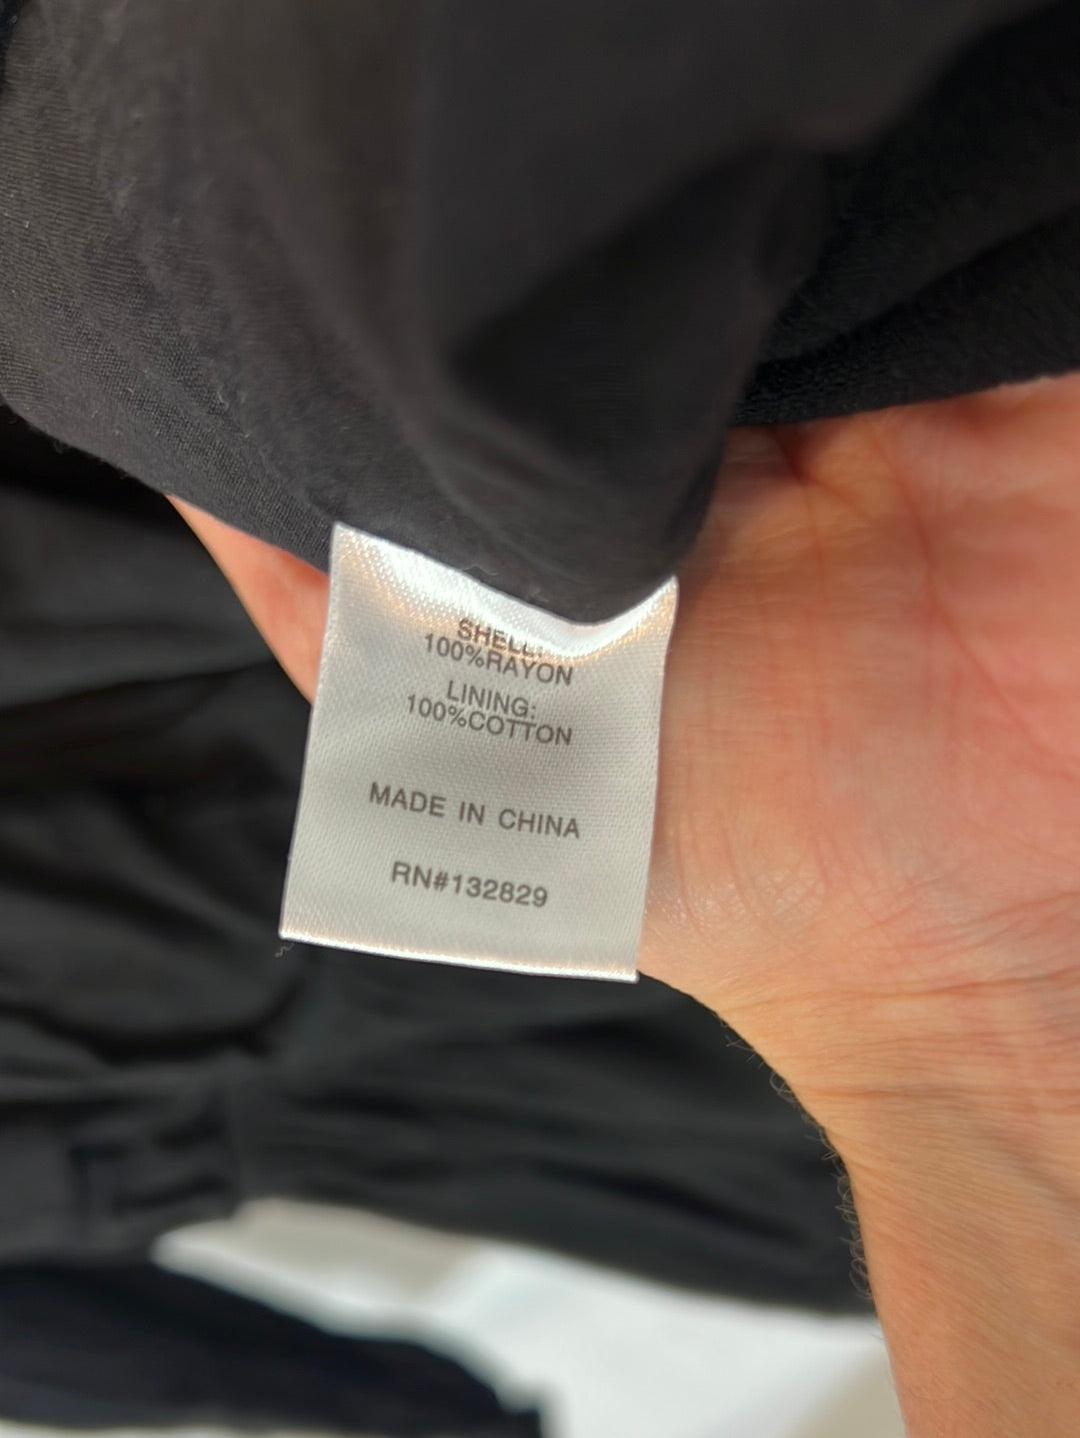 SHELL:
100%RAYON
LINING:
100%COTTON
MADE IN CHINA
RN#132829